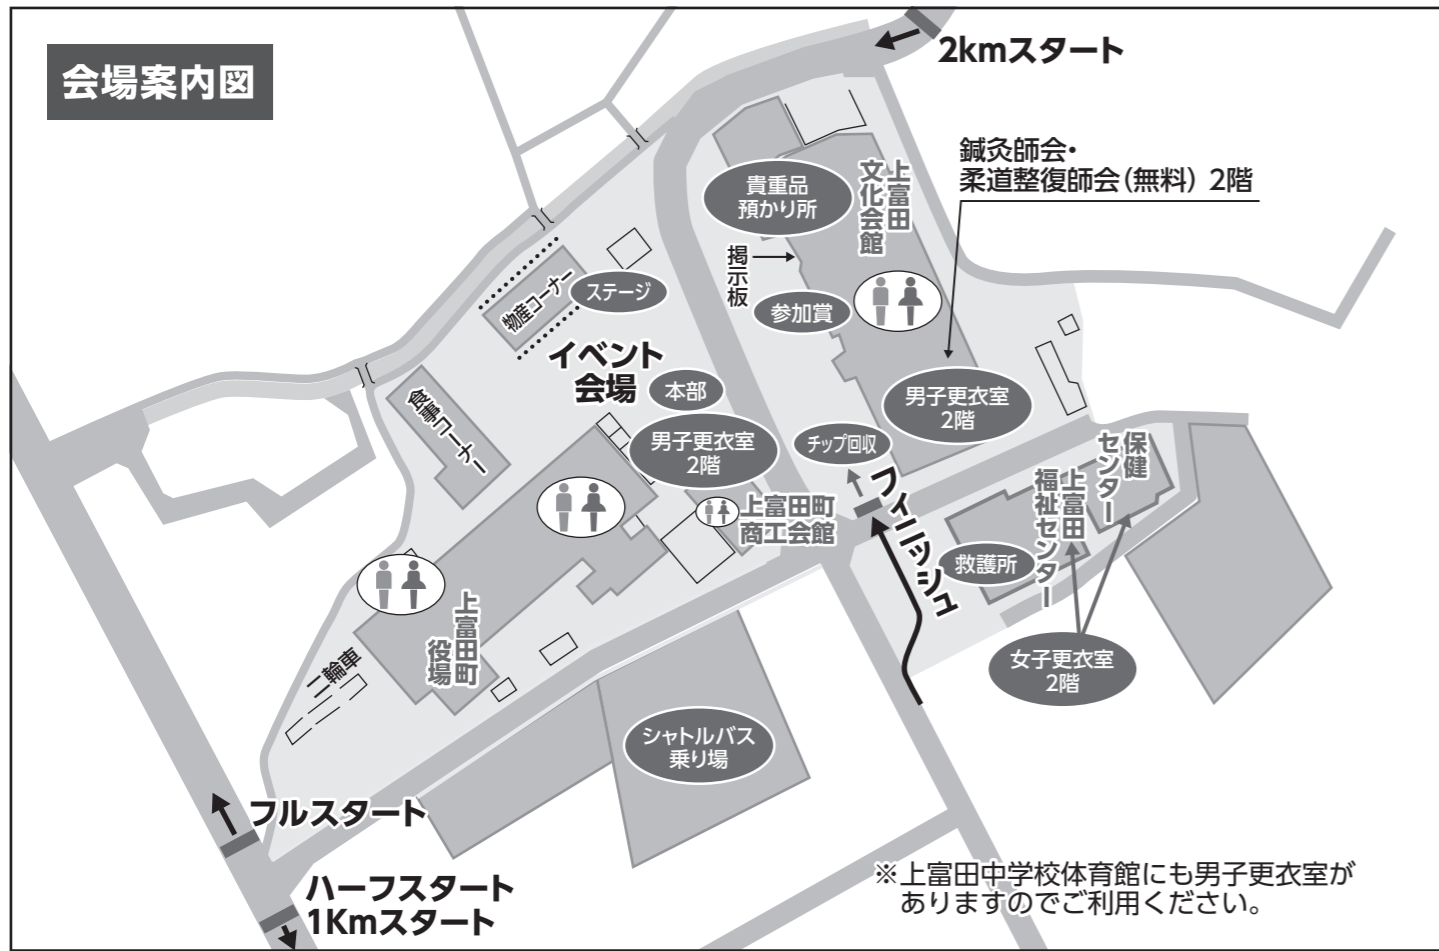 会場案内図
2kmスタート
鍼灸師会・
柔道整復師会(無料) 2階
貴重品
預かり所
上富田
文化会館
掲示板
参加賞
物産コーナー
ステージ
イベント
会場
本部
食事コーナー
男子更衣室
2階
男子更衣室
2階
チップ回収
フィニッシュ
上富田町
商工会館
保健
センター
上富田
福祉センター
救護所
女子更衣室
2階
上富田町
役場
二輪車
シャトルバス
乗り場
フルスタート
ハーフスタート
1Kmスタート
※上富田中学校体育館にも男子更衣室が
ありますのでご利用ください。